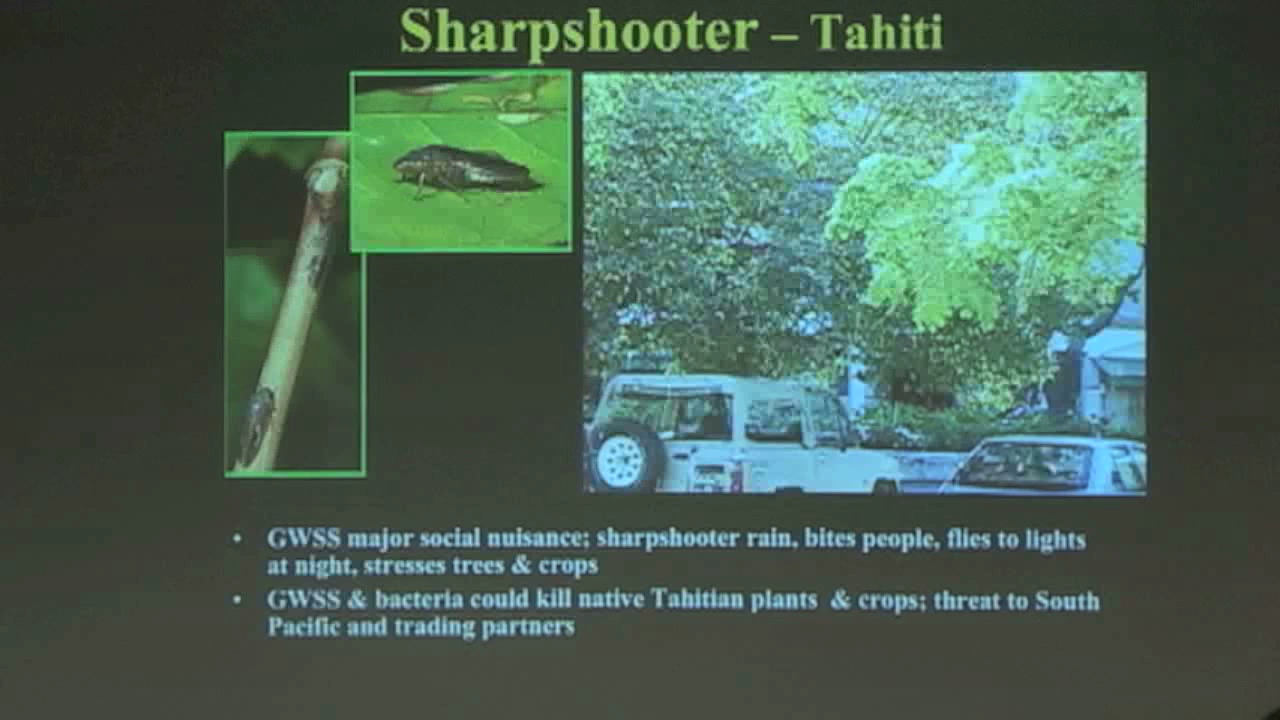 Sharpshooter – Tahiti
• GWSS major social nuisance; sharpshooter rain, bites people, flies to lights
at night, stresses trees & crops
• GWSS & bacteria could kill native Tahitian plants & crops; threat to South
Pacific and trading partners